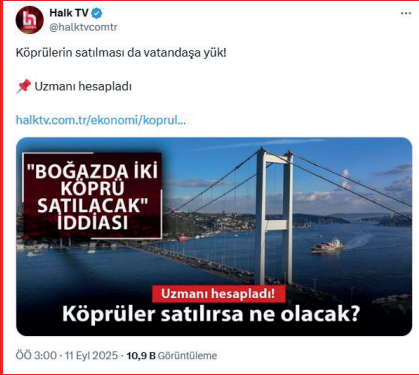 Halk TV
@halktvcomtr
Köprülerin satılması da vatandaşa yük!
📌 Uzmanı hesapladı
halktv.com.tr/ekonomi/koprul...
"BOĞAZDA İKİ
KÖPRÜ
SATILACAK"
İDDİASI
Uzmanı hesapladı!
Köprüler satılırsa ne olacak?
ÖÖ 3:00 · 11 Eyl 2025 · 10,9 B Görüntüleme